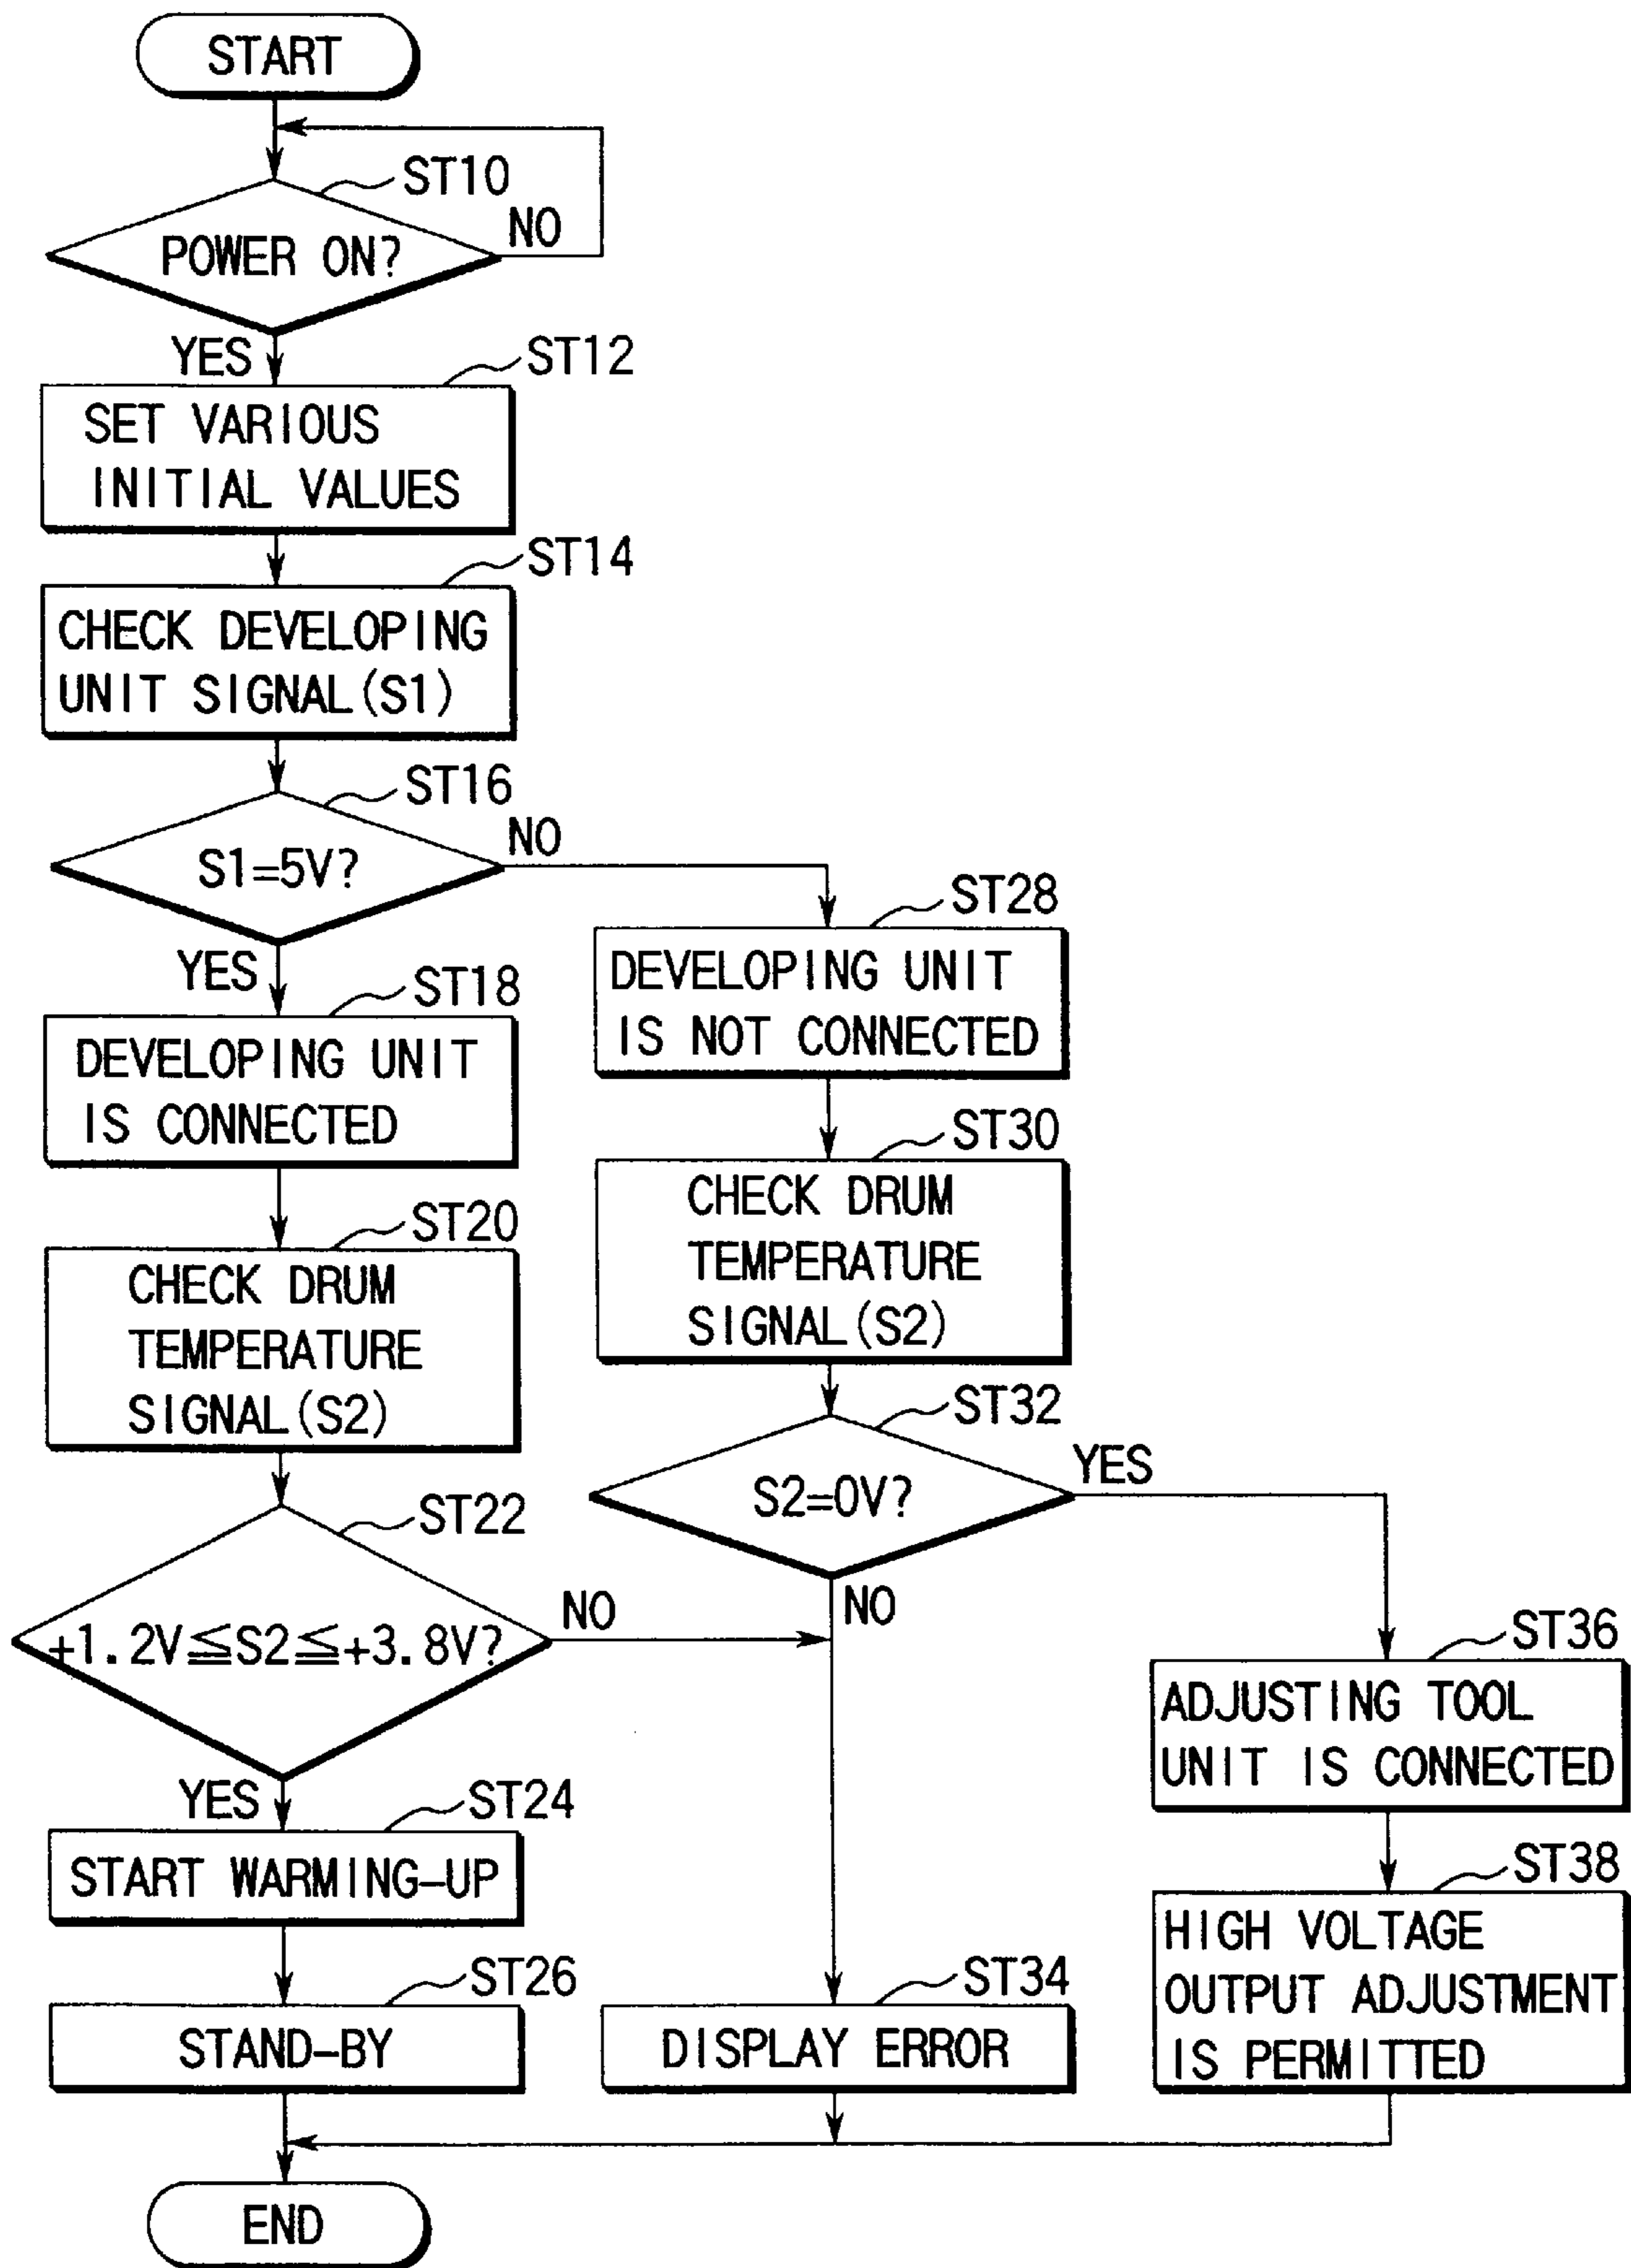 START
ST10
POWER ON?
NO
YES
ST12
SET VARIOUS
INITIAL VALUES
ST14
CHECK DEVELOPING
UNIT SIGNAL(S1)
ST16
S1=5V?
NO
YES
ST18
DEVELOPING UNIT
IS CONNECTED
ST20
CHECK DRUM
TEMPERATURE
SIGNAL(S2)
ST22
+1.2V≦S2≦+3.8V?
NO
YES
ST24
START WARMING-UP
ST26
STAND-BY
ST28
DEVELOPING UNIT
IS NOT CONNECTED
ST30
CHECK DRUM
TEMPERATURE
SIGNAL(S2)
ST32
S2=0V?
YES
NO
ST34
DISPLAY ERROR
ST36
ADJUSTING TOOL
UNIT IS CONNECTED
ST38
HIGH VOLTAGE
OUTPUT ADJUSTMENT
IS PERMITTED
END